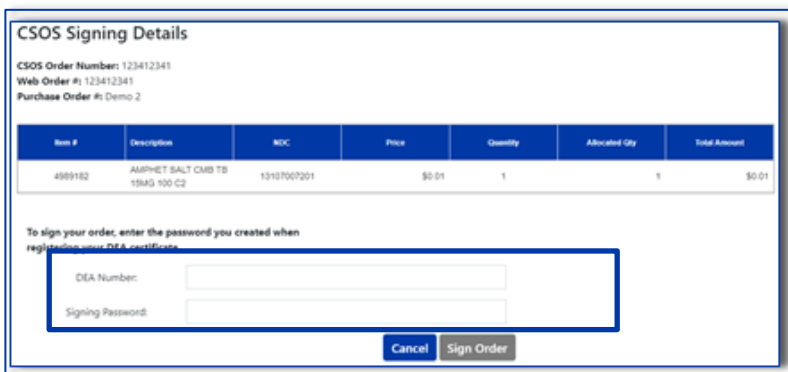 CSOS Signing Details
CSOS Order Number: 123412341
Web Order #: 123412341
Purchase Order #: Demo 2
Item # Description NDC Price Quantity Allocated Qty Total Amount
4989182 AMPHET SALT CMB TB 13107007201 $0.01 1 1 $0.01
15MG 100 C2
To sign your order, enter the password you created when
registering your DEA certificate
DEA Number:
Signing Password:
Cancel Sign Order